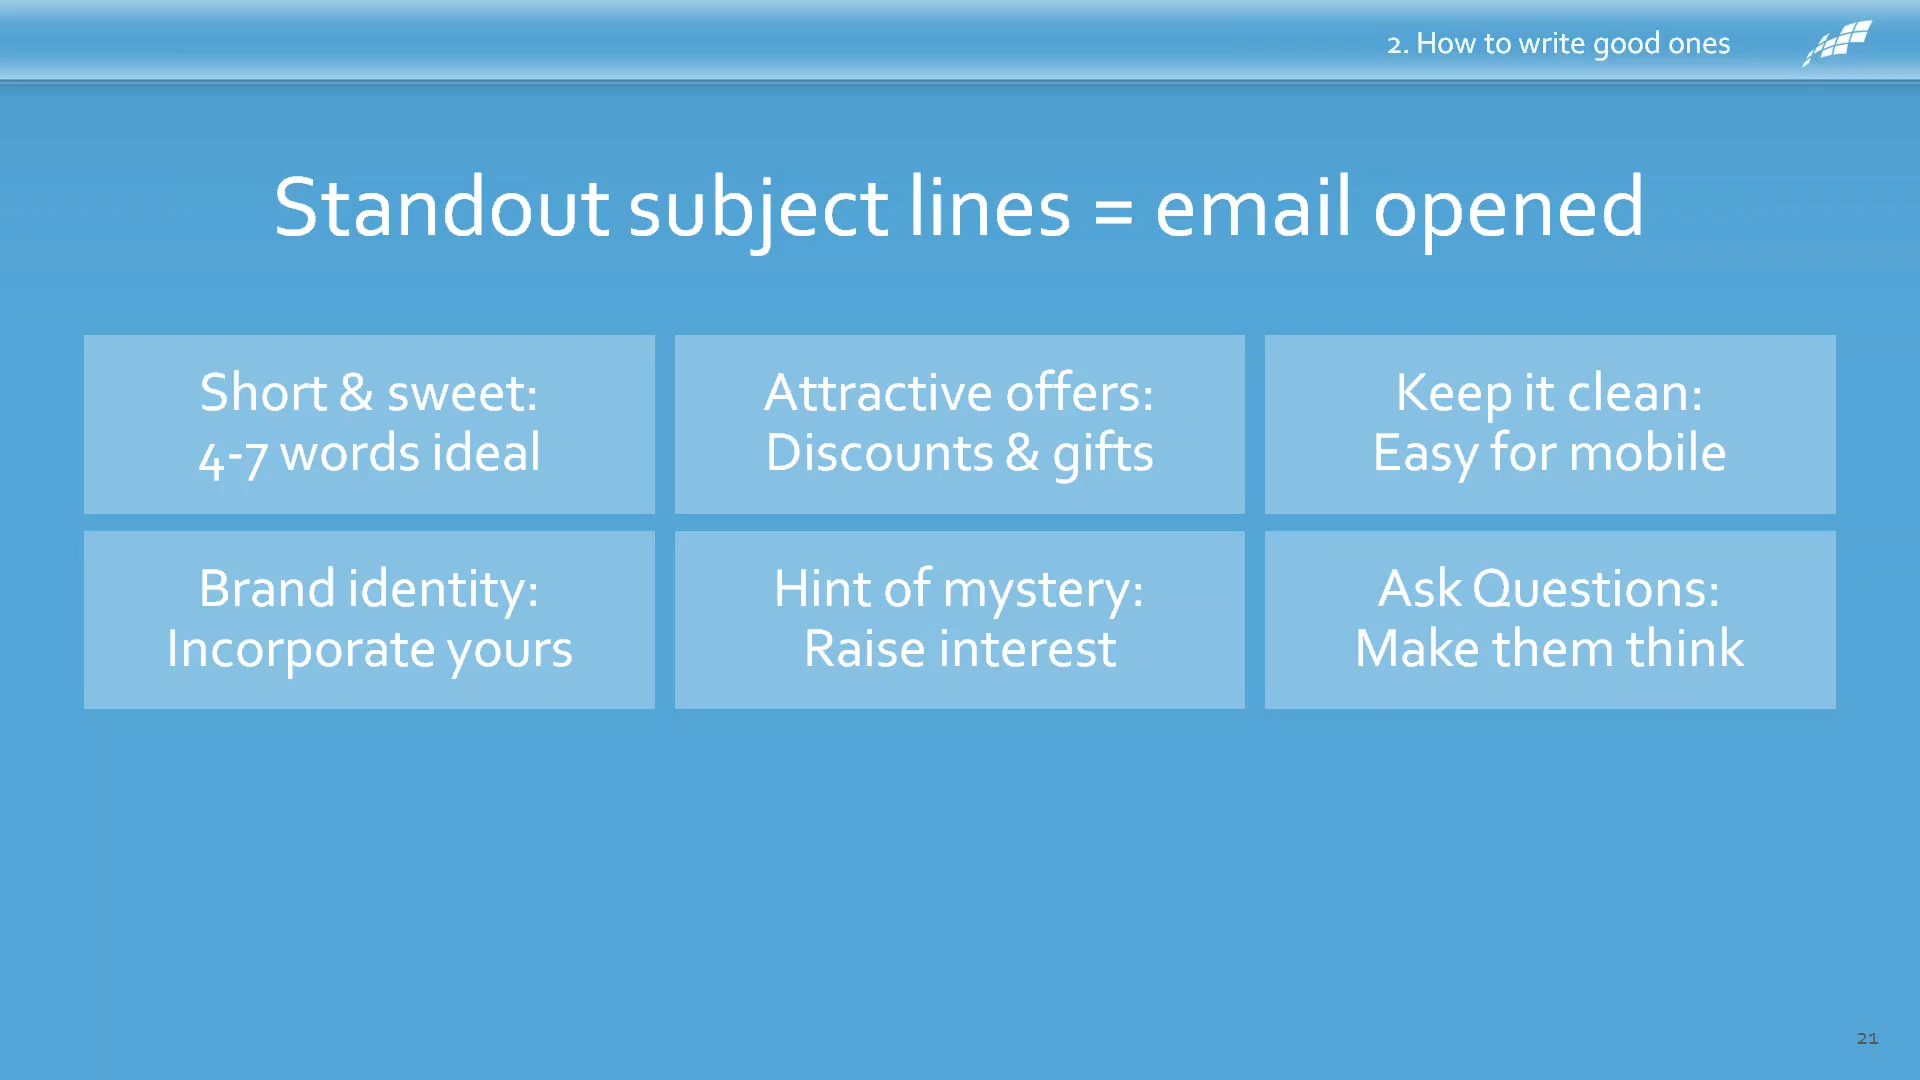 2. How to write good ones
Standout subject lines = email opened
Short & sweet:
4-7 words ideal
Attractive offers:
Discounts & gifts
Keep it clean:
Easy for mobile
Brand identity:
Incorporate yours
Hint of mystery:
Raise interest
Ask Questions:
Make them think
21